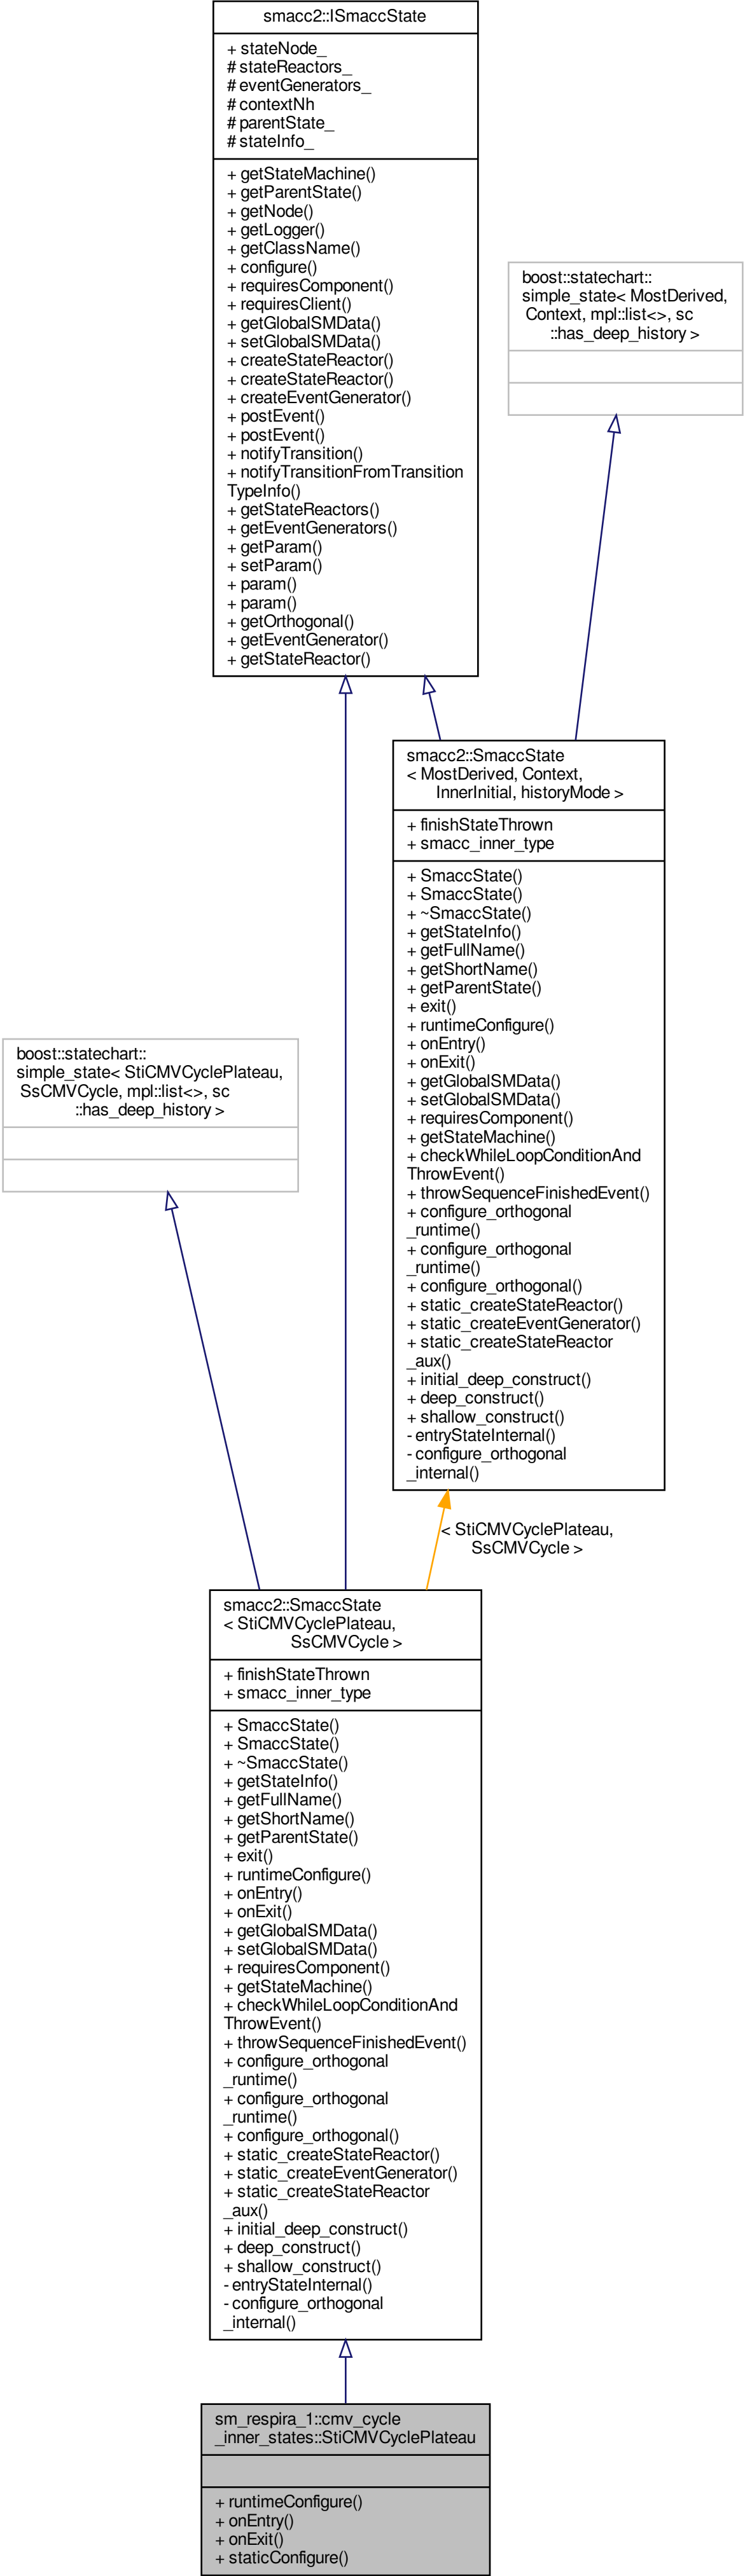 smacc2::ISmaccState
+ stateNode_
# stateReactors_
# eventGenerators_
# contextNh
# parentState_
# stateInfo_
+ getStateMachine()
+ getParentState()
+ getNode()
+ getLogger()
+ getClassName()
+ configure()
+ requiresComponent()
+ requiresClient()
+ getGlobalSMData()
+ setGlobalSMData()
+ createStateReactor()
+ createStateReactor()
+ createEventGenerator()
+ postEvent()
+ postEvent()
+ notifyTransition()
+ notifyTransitionFromTransition
TypeInfo()
+ getStateReactors()
+ getEventGenerators()
+ getParam()
+ setParam()
+ param()
+ param()
+ getOrthogonal()
+ getEventGenerator()
+ getStateReactor()
boost::statechart::
simple_state< MostDerived,
Context, mpl::list<>, sc
::has_deep_history >
smacc2::SmaccState
< MostDerived, Context,
InnerInitial, historyMode >
+ finishStateThrown
+ smacc_inner_type
+ SmaccState()
+ SmaccState()
+ ~SmaccState()
+ getStateInfo()
+ getFullName()
+ getShortName()
+ getParentState()
+ exit()
+ runtimeConfigure()
+ onEntry()
+ onExit()
+ getGlobalSMData()
+ setGlobalSMData()
+ requiresComponent()
+ getStateMachine()
+ checkWhileLoopConditionAnd
ThrowEvent()
+ throwSequenceFinishedEvent()
+ configure_orthogonal
_runtime()
+ configure_orthogonal
_runtime()
+ configure_orthogonal()
+ static_createStateReactor()
+ static_createEventGenerator()
+ static_createStateReactor
_aux()
+ initial_deep_construct()
+ deep_construct()
+ shallow_construct()
- entryStateInternal()
- configure_orthogonal
_internal()
boost::statechart::
simple_state< StiCMVCyclePlateau,
SsCMVCycle, mpl::list<>, sc
::has_deep_history >
< StiCMVCyclePlateau,
SsCMVCycle >
smacc2::SmaccState
< StiCMVCyclePlateau,
SsCMVCycle >
+ finishStateThrown
+ smacc_inner_type
+ SmaccState()
+ SmaccState()
+ ~SmaccState()
+ getStateInfo()
+ getFullName()
+ getShortName()
+ getParentState()
+ exit()
+ runtimeConfigure()
+ onEntry()
+ onExit()
+ getGlobalSMData()
+ setGlobalSMData()
+ requiresComponent()
+ getStateMachine()
+ checkWhileLoopConditionAnd
ThrowEvent()
+ throwSequenceFinishedEvent()
+ configure_orthogonal
_runtime()
+ configure_orthogonal
_runtime()
+ configure_orthogonal()
+ static_createStateReactor()
+ static_createEventGenerator()
+ static_createStateReactor
_aux()
+ initial_deep_construct()
+ deep_construct()
+ shallow_construct()
- entryStateInternal()
- configure_orthogonal
_internal()
sm_respira_1::cmv_cycle
_inner_states::StiCMVCyclePlateau
+ runtimeConfigure()
+ onEntry()
+ onExit()
+ staticConfigure()